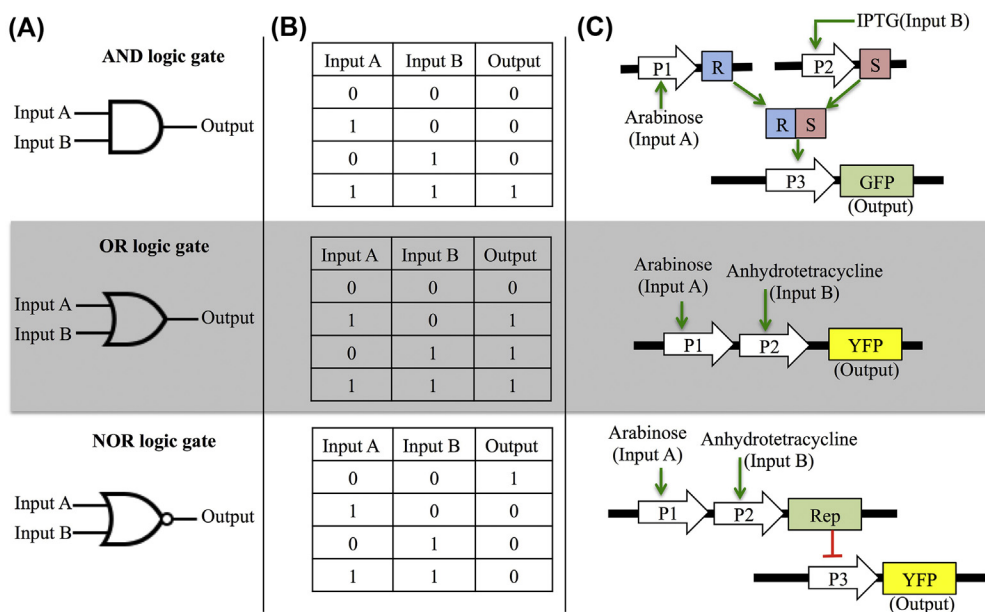 (A)
(B)
(C)
AND logic gate
Input A
Input B
Output
Input A Input B Output
0 0 0
1 0 0
0 1 0
1 1 1
IPTG(Input B)
P1
R
P2
S
Arabinose
(Input A)
R
S
P3
GFP
(Output)
OR logic gate
Input A
Input B
Output
Input A Input B Output
0 0 0
1 0 1
0 1 1
1 1 1
Arabinose
(Input A)
Anhydrotetracycline
(Input B)
P1
P2
YFP
(Output)
NOR logic gate
Input A
Input B
Output
Input A Input B Output
0 0 1
1 0 0
0 1 0
1 1 0
Arabinose
(Input A)
Anhydrotetracycline
(Input B)
P1
P2
Rep
P3
YFP
(Output)